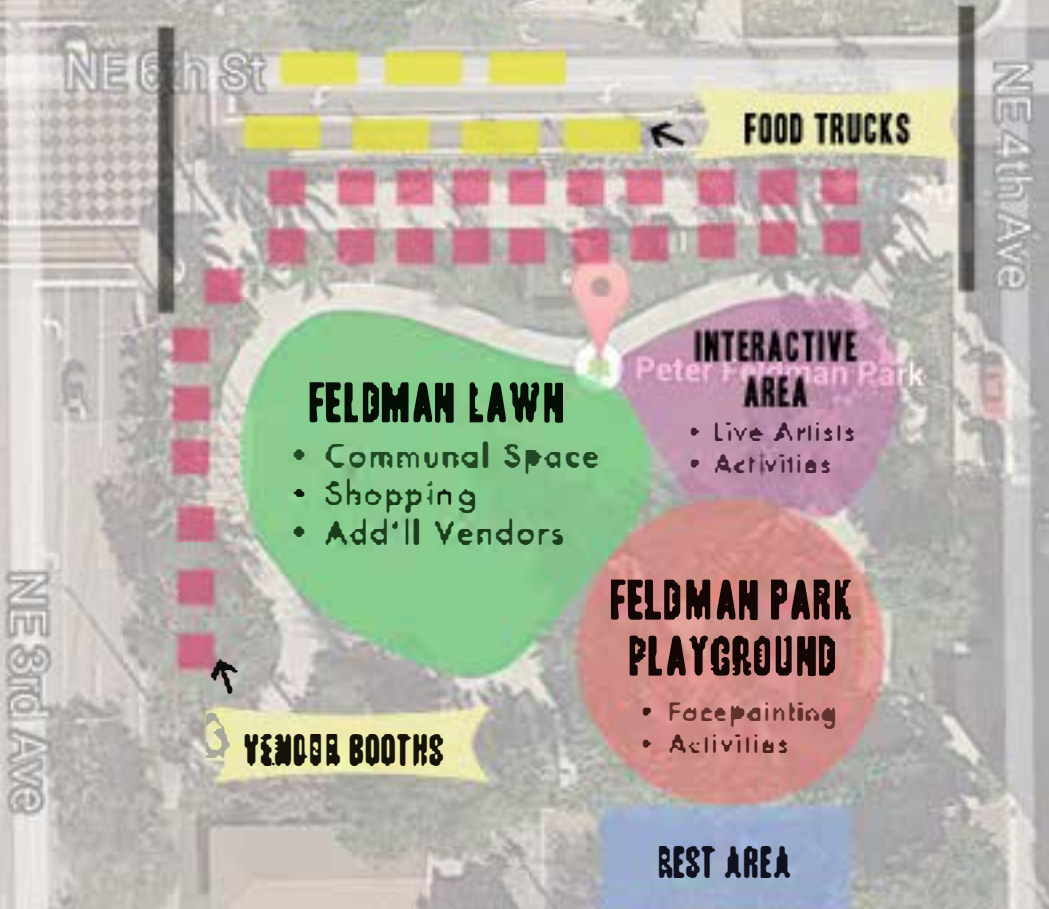 NE 6th St
NE 4th Ave
FOOD TRUCKS
INTERACTIVE
AREA
Peter Feldman Park
• Live Artists
• Activities
FELDMAN LAWN
• Communal Space
• Shopping
• Add'll Vendors
FELDMAN PARK
PLAYGROUND
• Facepainting
• Activities
NE 3rd Ave
VENDOR BOOTHS
REST AREA